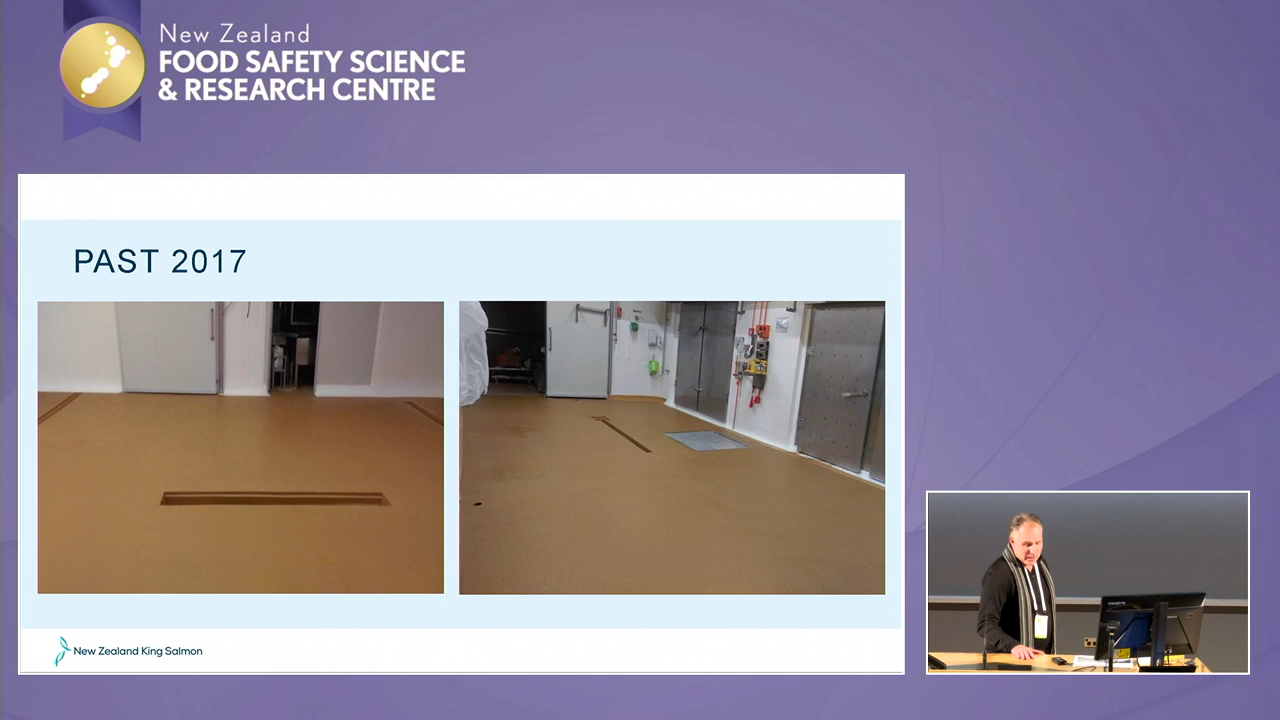 New Zealand
FOOD SAFETY SCIENCE
& RESEARCH CENTRE
PAST 2017
New Zealand King Salmon